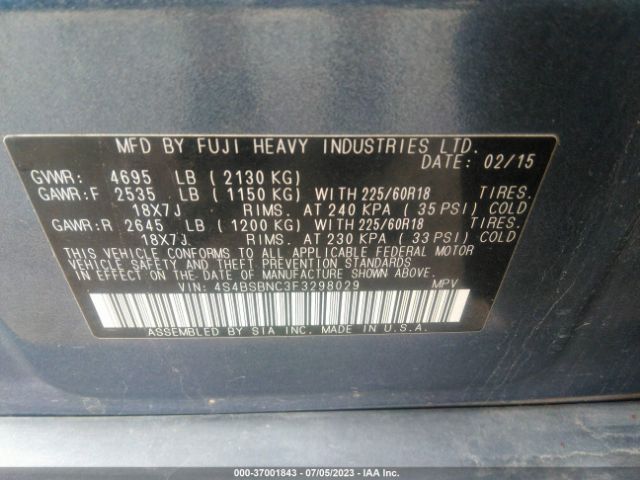 MFD BY FUJI HEAVY INDUSTRIES LTD.
DATE: 02/15
GVWR: 4695 LB ( 2130 KG)
GAWR:F 2535 LB ( 1150 KG) WITH 225/60R18 TIRES.
18X7J RIMS. AT 240 KPA ( 35 PSI) COLD
GAWR:R 2645 LB ( 1200 KG) WITH 225/60R18 TIRES.
18X7J RIMS. AT 230 KPA ( 33 PSI) COLD
THIS VEHICLE CONFORMS TO ALL APPLICABLE FEDERAL MOTOR
VEHICLE SAFETY AND THEFT PREVENTION STANDARDS
IN EFFECT ON THE DATE OF MANUFACTURE SHOWN ABOVE.
VIN: 4S4BSBNC3F3298029 MPV
ASSEMBLED BY SIA INC. MADE IN U.S.A.
000-37001843 / 07/05/2023 - IAA Inc.